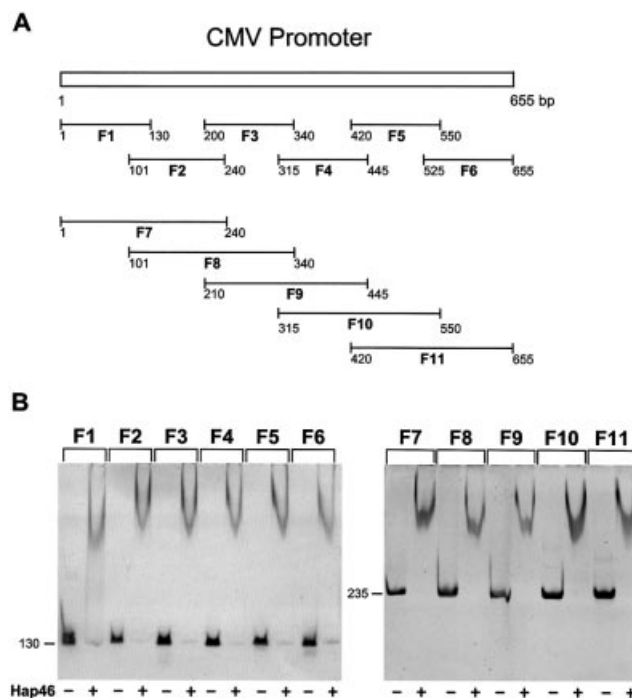 A
CMV Promoter
1 655 bp
1 F1 130 200 F3 340 420 F5 550
101 F2 240 315 F4 445 525 F6 655
1 F7 240
101 F8 340
210 F9 445
315 F10 550
420 F11 655
B
F1 F2 F3 F4 F5 F6 F7 F8 F9 F10 F11
235
130
Hap46 – + – + – + – + – + – + – + – + – + – + – +